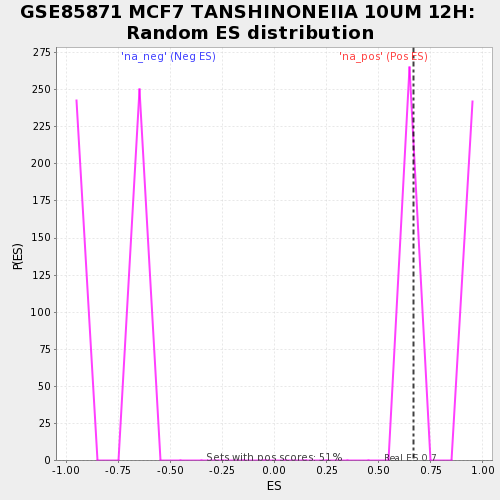 GSE85871 MCF7 TANSHINONEIIA 10UM 12H:
Random ES distribution
'na_neg' (Neg ES)
'na_pos' (Pos ES)
275
250
225
200
175
150
125
100
75
50
25
0
P(ES)
Sets with pos scores: 51%
Real ES 0.7
-1.00 -0.75 -0.50 -0.25 0.00 0.25 0.50 0.75 1.00
ES